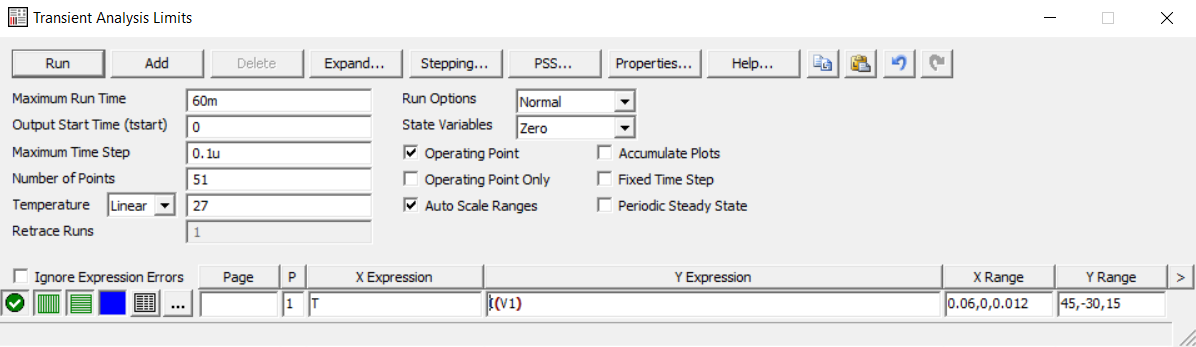 Transient Analysis Limits
Run Add Delete Expand... Stepping... PSS... Properties... Help...
Maximum Run Time 60m Run Options Normal
Output Start Time (tstart) 0 State Variables Zero
Maximum Time Step 0.1u Operating Point Accumulate Plots
Number of Points 51 Operating Point Only Fixed Time Step
Temperature Linear 27 Auto Scale Ranges Periodic Steady State
Retrace Runs 1
Ignore Expression Errors Page P X Expression Y Expression X Range Y Range >
... 1 T I(V1) 0.06,0,0.012 45,-30,15